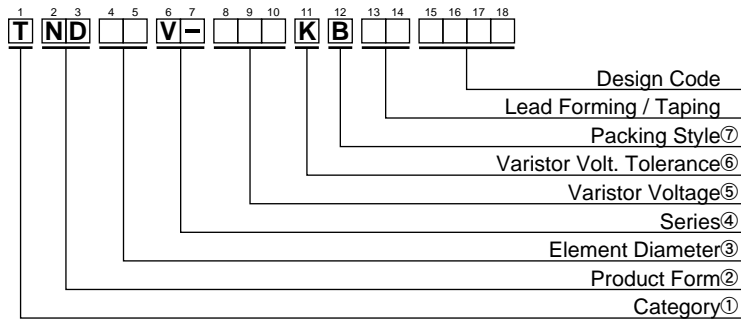 1 2 3 4 5 6 7 8 9 10 11 12 13 14 15 16 17 18
T N D V – K B
Design Code
Lead Forming / Taping
Packing Style⑦
Varistor Volt. Tolerance⑥
Varistor Voltage⑤
Series④
Element Diameter③
Product Form②
Category①